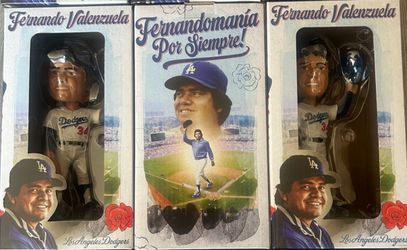 Fernando Valenzuela
Dodgers
34
LA
Los Angeles Dodgers
Fernandomanía
Por Siempre!
LA
Fernando Valenzuela
Dodgers
34
LA
Los Angeles Dodgers